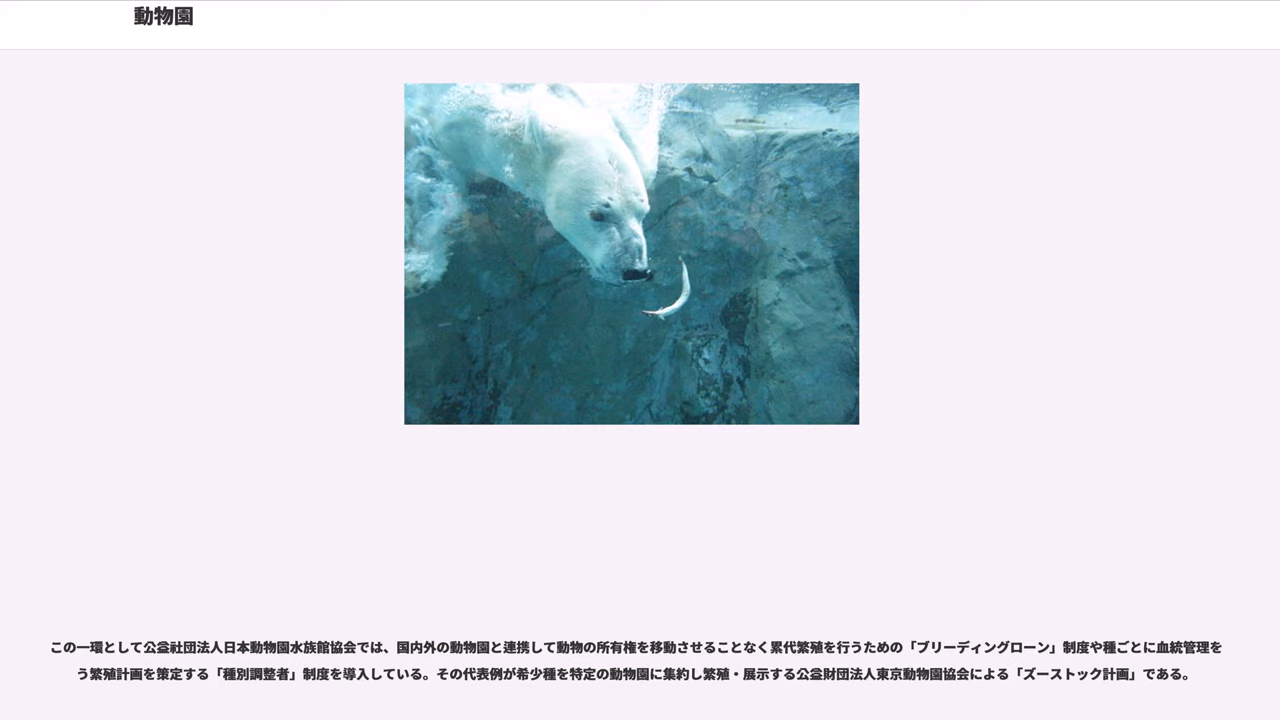 動物園
この一環として公益社団法人日本動物園水族館協会では、国内外の動物園と連携して動物の所有権を移動させることなく累代繁殖を行うための「ブリーディングローン」制度や種ごとに血統管理を
う繁殖計画を策定する「種別調整者」制度を導入している。その代表例が希少種を特定の動物園に集約し繁殖・展示する公益財団法人東京動物園協会による「ズーストック計画」である。